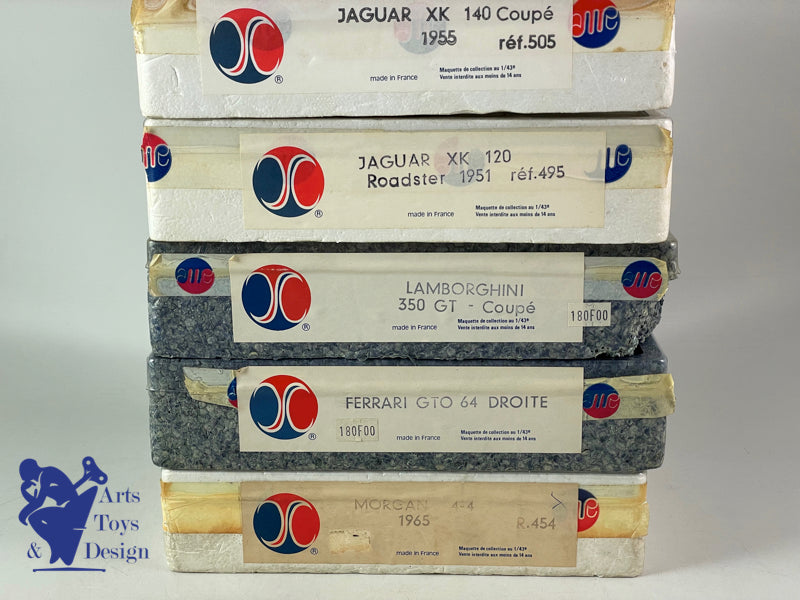 JAGUAR XK 140 Coupé
1955 réf.505
®
made in France
Maquette de collection au 1/43e
Vente interdite aux moins de 14 ans
JAGUAR XK 120
Roadster 1951 réf.495
®
made in France
Maquette de collection au 1/43e
Vente interdite aux moins de 14 ans
LAMBORGHINI
350 GT - Coupé
180F00
®
made in France
Maquette de collection au 1/43e
Vente interdite aux moins de 14 ans
FERRARI GTO 64 DROITE
180F00
®
made in France
Maquette de collection au 1/43e
Vente interdite aux moins de 14 ans
MORGAN 4-4
1965 R.454
®
made in France
Maquette de collection au 1/43e
Vente interdite aux moins de 14 ans
Arts
Toys
& Design